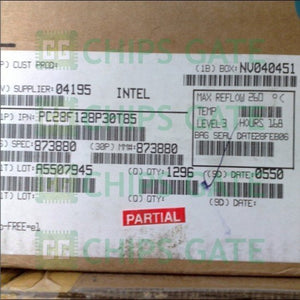 CHIPS GATE
P) CUST PROD:
(1B) BOX: NV040451
V) SUPPLIER: 04195 INTEL
P) IPN: PC28F128P30T85
MAX REFLOW 260 °C
TEMP
LEVEL 3 HOURS 168
BAG SEAL DATE 28FEB06
S) SPEC: 873880 (30P) MM#: 873880
1T) LOT: A5507945 (Q) QTY: 1296 (9D) DATE: 0550
T) LOT: (Q) QTY: (9D) DATE:
PARTIAL
b-FREE-e1
CHIPS GATE